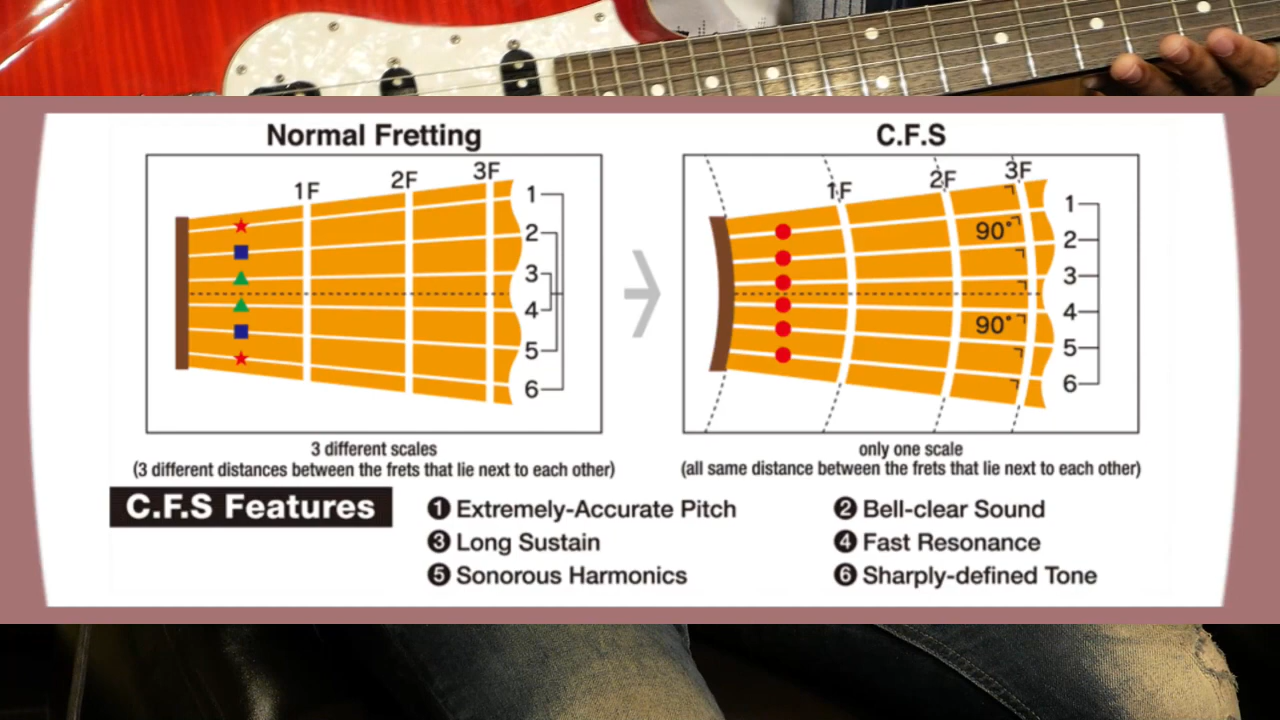 Normal Fretting
1F 2F 3F
1
2
3
4
5
6
3 different scales
(3 different distances between the frets that lie next to each other)
C.F.S
1F 2F 3F
90°
90°
1
2
3
4
5
6
only one scale
(all same distance between the frets that lie next to each other)
C.F.S Features
1 Extremely-Accurate Pitch
2 Bell-clear Sound
3 Long Sustain
4 Fast Resonance
5 Sonorous Harmonics
6 Sharply-defined Tone